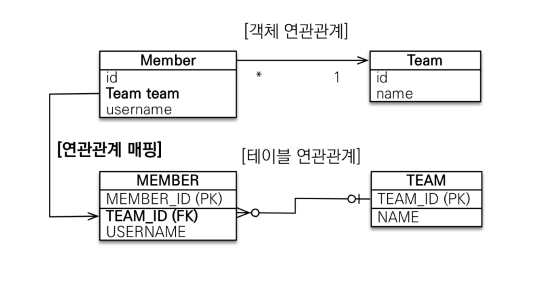 [객체 연관관계]
Member
id
Team team
username
*
1
Team
id
name
[연관관계 매핑]
[테이블 연관관계]
MEMBER
MEMBER_ID (PK)
TEAM_ID (FK)
USERNAME
TEAM
TEAM_ID (PK)
NAME